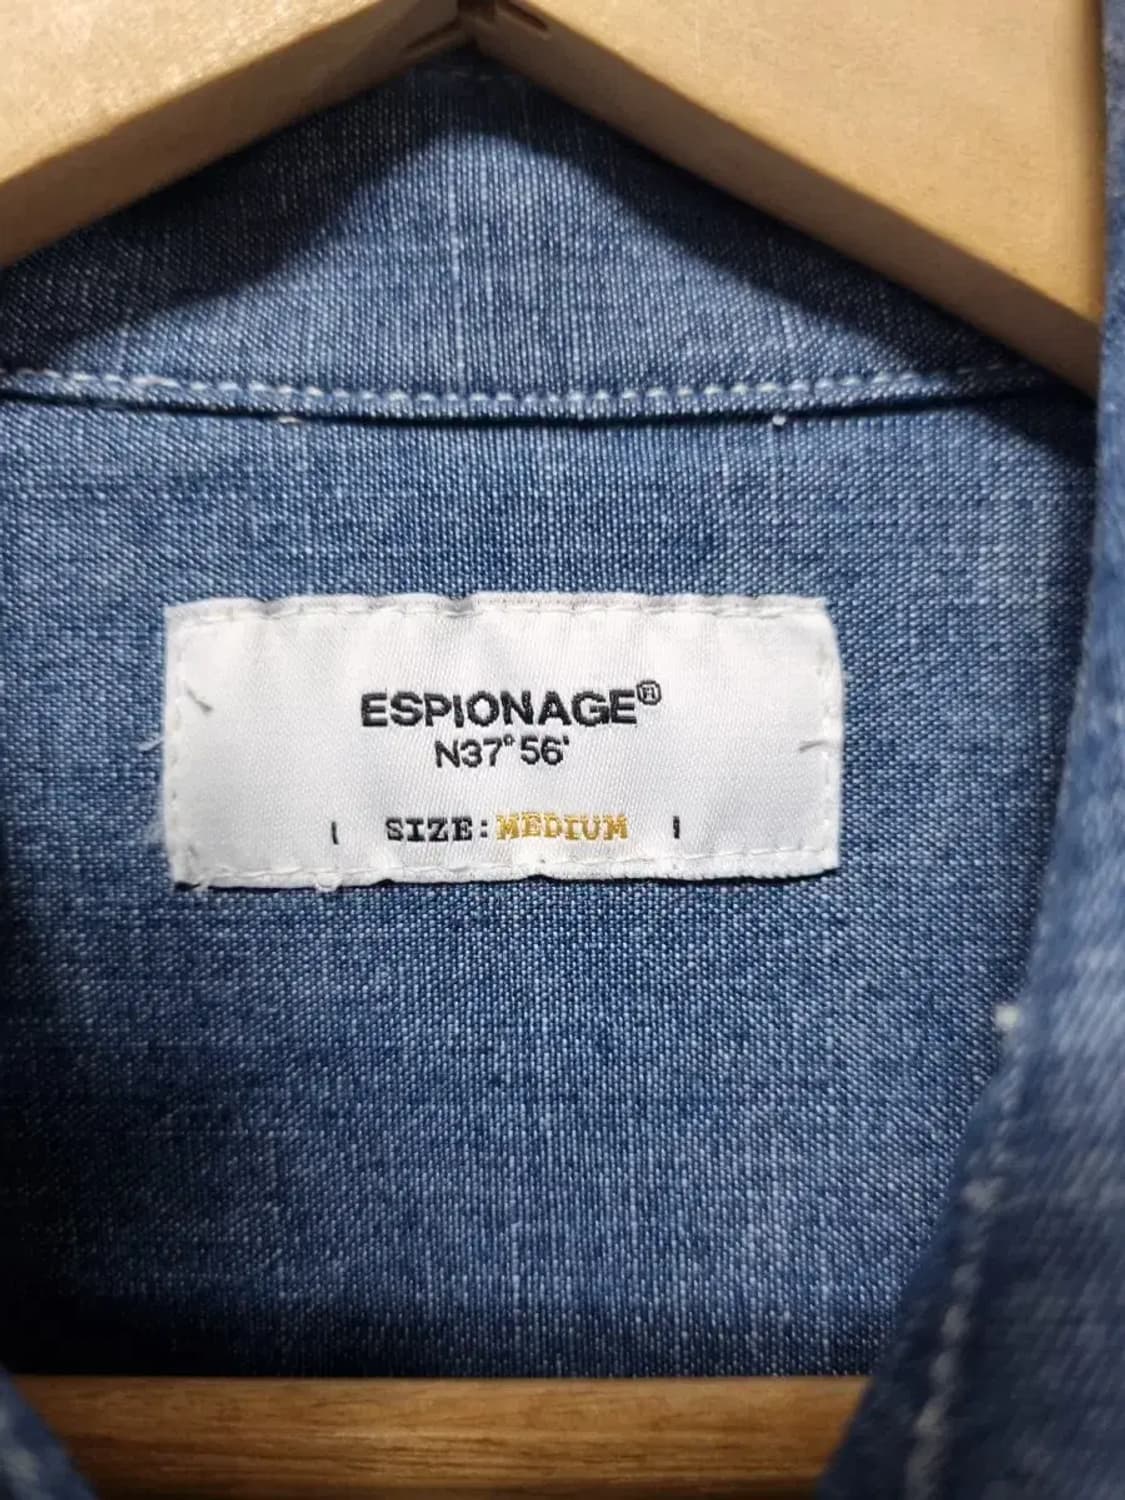 ESPIONAGE®
N37° 56'
| SIZE:MEDIUM |